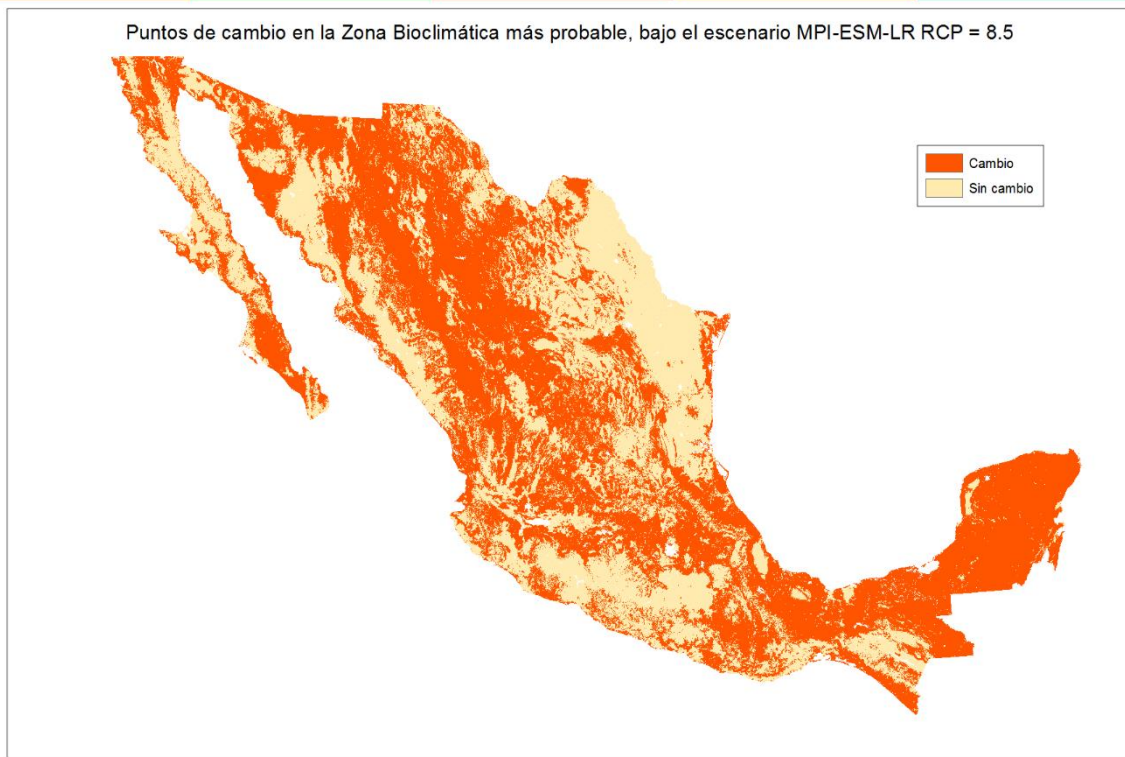 Puntos de cambio en la Zona Bioclimática más probable, bajo el escenario MPI-ESM-LR RCP = 8.5
Cambio
Sin cambio